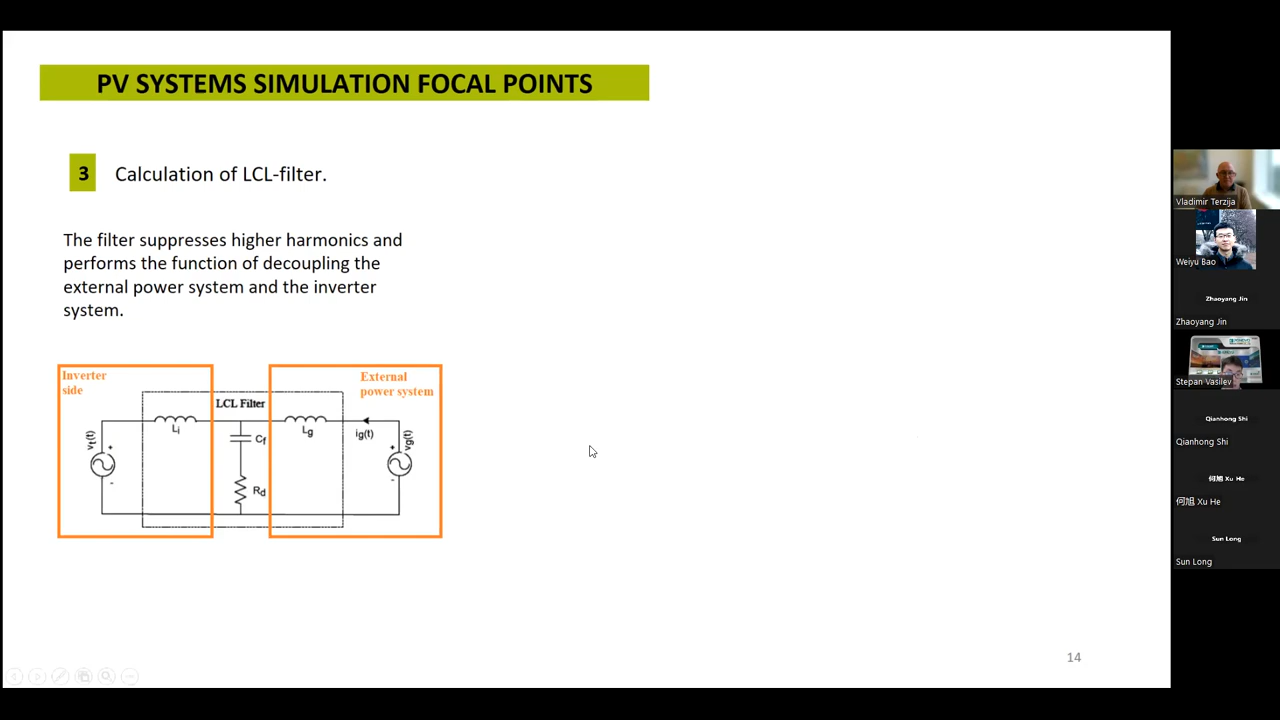 PV SYSTEMS SIMULATION FOCAL POINTS
3 Calculation of LCL-filter.
The filter suppresses higher harmonics and
performs the function of decoupling the
external power system and the inverter
system.
Inverter
side
External
power system
LCL Filter
Li
Lg
ig(t)
Cf
Rd
vt(t)
+
-
vg(t)
+
-
14
Vladimir Terzija
Weiyu Bao
Zhaoyang Jin
Zhaoyang Jin
Stepan Vasilev
Qianhong Shi
Qianhong Shi
何旭 Xu He
何旭 Xu He
Sun Long
Sun Long